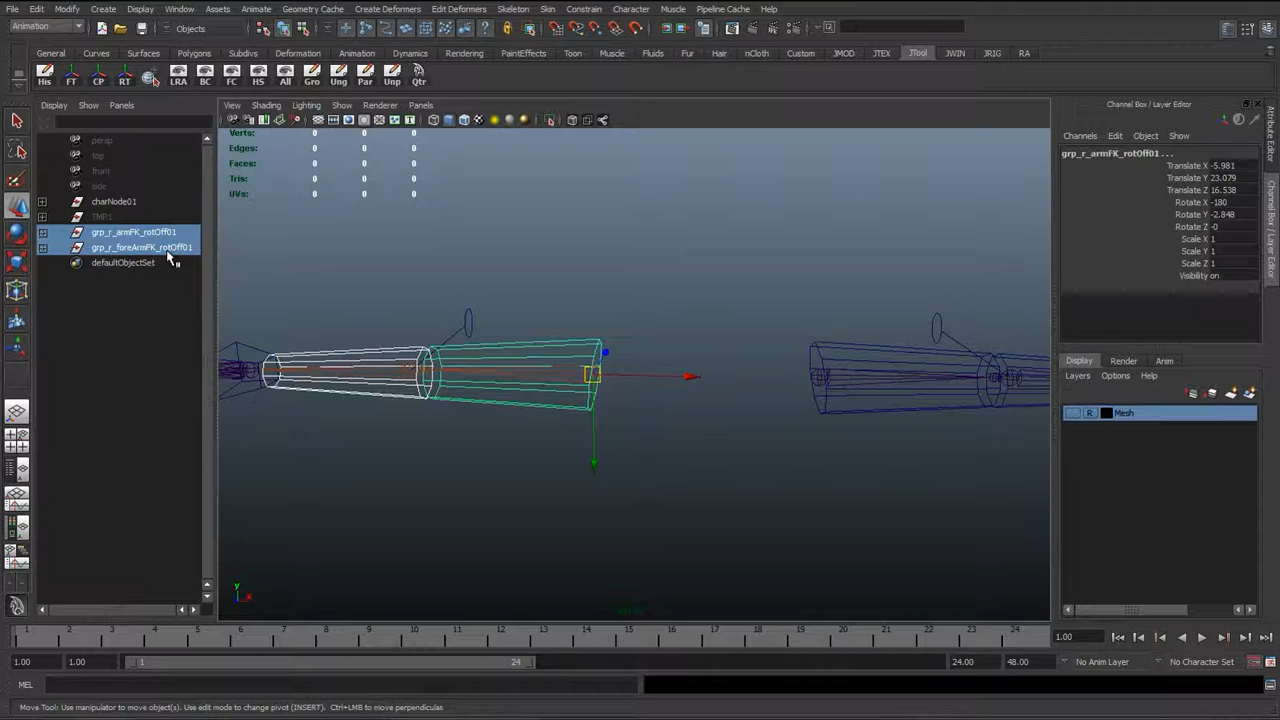 File Edit Modify Create Display Window Assets Animate Geometry Cache Create Deformers Edit Deformers Skeleton Skin Constrain Character Muscle Pipeline Cache Help
Animation Objects
General Curves Surfaces Polygons Subdivs Deformation Animation Dynamics Rendering PaintEffects Toon Muscle Fluids Fur Hair nCloth Custom JMOD JTEX JTool JWIN JRIG RA
His FT CP RT LRA BC FC HS All Gro Ung Par Unp Qtr
Display Show Panels
View Shading Lighting Show Renderer Panels
Channel Box / Layer Editor
Channels Edit Object Show
Attribute Editor
Channel Box / Layer Editor
persp
top
front
side
charNode01
TMP1
grp_r_armFK_rotOff01
grp_r_foreArmFK_rotOff01
defaultObjectSet
Verts: 0 0 0
Edges: 0 0 0
Faces: 0 0 0
Tris: 0 0 0
UVs: 0 0 0
grp_r_armFK_rotOff01 . . .
Translate X -5.981
Translate Y 23.079
Translate Z 16.538
Rotate X -180
Rotate Y -2.848
Rotate Z -0
Scale X 1
Scale Y 1
Scale Z 1
Visibility on
Display Render Anim
Layers Options Help
R Mesh
y
x
1 2 3 4 5 6 7 8 9 10 11 12 13 14 15 16 17 18 19 20 21 22 23 24 1.00
1.00 1.00 1 24 24.00 48.00 No Anim Layer No Character Set
MEL
Move Tool: Use manipulator to move object(s). Use edit mode to change pivot (INSERT). Ctrl+LMB to move perpendicular.